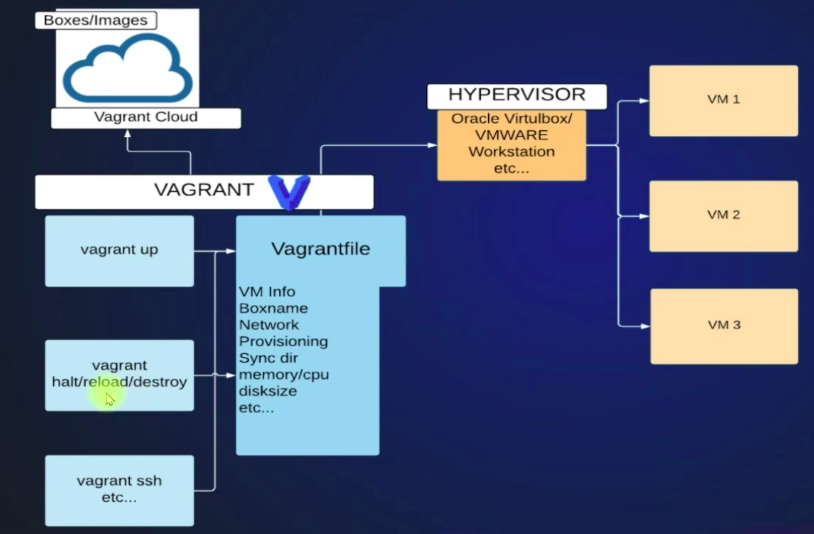 Boxes/Images
Vagrant Cloud
VAGRANT
vagrant up
vagrant
halt/reload/destroy
vagrant ssh
etc...
Vagrantfile
VM Info
Boxname
Network
Provisioning
Sync dir
memory/cpu
disksize
etc...
HYPERVISOR
Oracle Virtulbox/
VMWARE
Workstation
etc...
VM 1
VM 2
VM 3